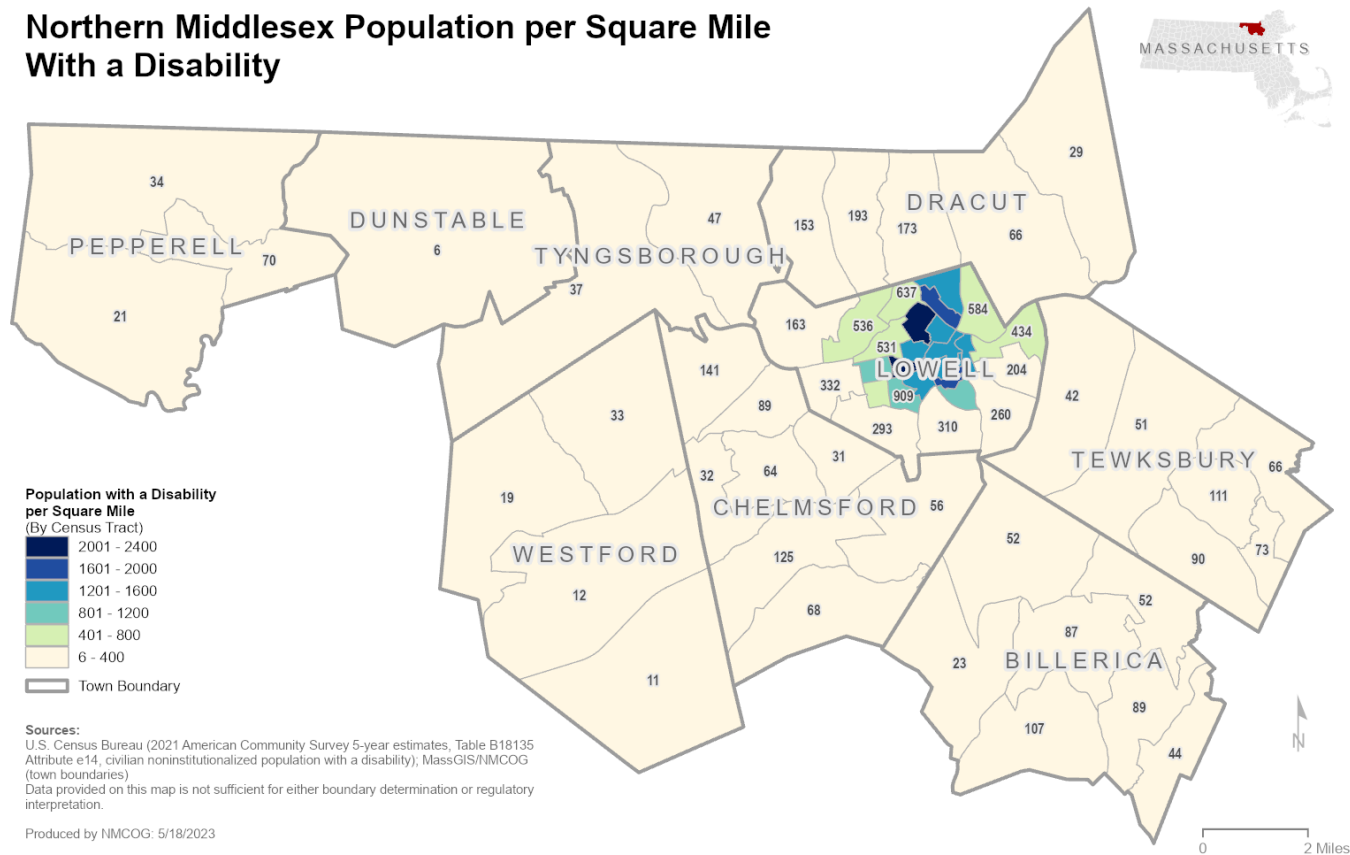 Northern Middlesex Population per Square Mile
With a Disability
MASSACHUSETTS
29
34
47
153
193
173
DRACUT
66
DUNSTABLE
6
PEPPERELL
70
TYNGSBOROUGH
37
21
163
637
584
536
434
531
LOWELL
204
141
332
909
89
33
293
310
260
42
51
TEWKSBURY
66
111
73
90
31
64
32
CHELMSFORD
56
19
125
52
WESTFORD
12
68
52
87
BILLERICA
23
11
89
107
44
Population with a Disability
per Square Mile
(By Census Tract)
2001 - 2400
1601 - 2000
1201 - 1600
801 - 1200
401 - 800
6 - 400
Town Boundary
Sources:
U.S. Census Bureau (2021 American Community Survey 5-year estimates, Table B18135
Attribute e14, civilian noninstitutionalized population with a disability); MassGIS/NMCOG
(town boundaries)
Data provided on this map is not sufficient for either boundary determination or regulatory
interpretation.
Produced by NMCOG: 5/18/2023
N
0 2 Miles